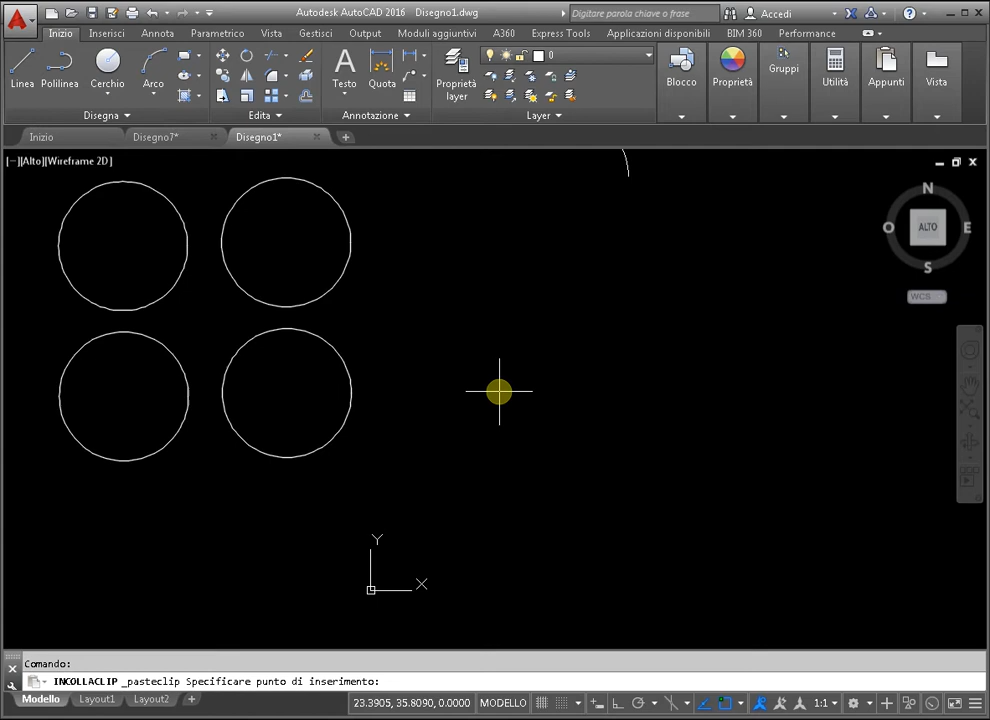 Autodesk AutoCAD 2016 Disegno1.dwg
Digitare parola chiave o frase
Accedi
Inizio Inserisci Annota Parametrico Vista Gestisci Output Moduli aggiuntivi A360 Express Tools Applicazioni disponibili BIM 360 Performance
0
Linea Polilinea Cerchio Arco
Testo Quota
Proprietà
layer
Blocco Proprietà Gruppi Utilità Appunti Vista
Disegna Edita Annotazione Layer
Inizio Disegno7* Disegno1*
[−][Alto][Wireframe 2D]
N
O ALTO E
S
WCS
Y
X
Comando:
INCOLLACLIP _pasteclip Specificare punto di inserimento:
Modello Layout1 Layout2
23.3905, 35.8090, 0.0000 MODELLO 1:1